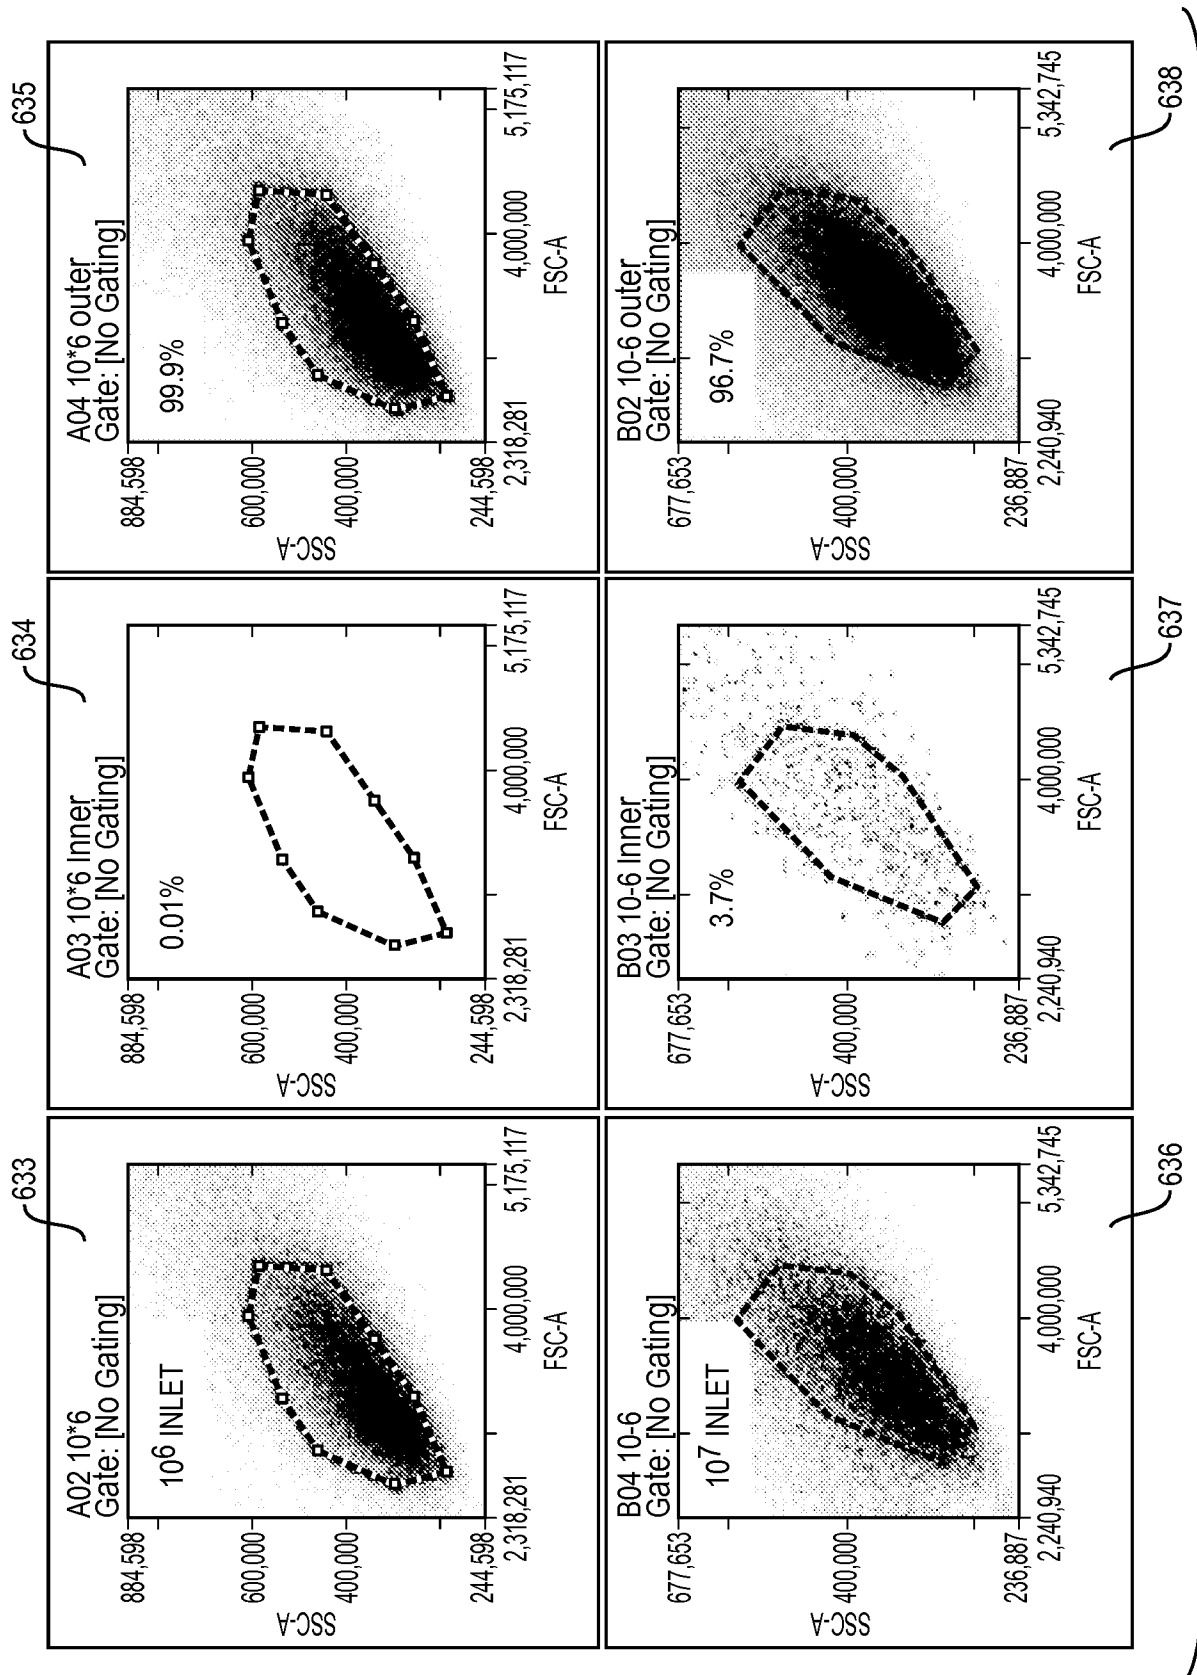 633
A02 10*6
Gate: [No Gating]
884,598
600,000
400,000
244,598
SSC-A
10⁶ INLET
2,318,281
4,000,000
5,175,117
FSC-A
634
A03 10*6 Inner
Gate: [No Gating]
884,598
600,000
400,000
244,598
SSC-A
0.01%
2,318,281
4,000,000
5,175,117
FSC-A
635
A04 10*6 outer
Gate: [No Gating]
884,598
600,000
400,000
244,598
SSC-A
99.9%
2,318,281
4,000,000
5,175,117
FSC-A
B04 10-6
Gate: [No Gating]
677,653
400,000
236,887
SSC-A
10⁷ INLET
2,240,940
4,000,000
5,342,745
FSC-A
636
B03 10-6 Inner
Gate: [No Gating]
677,653
400,000
236,887
SSC-A
3.7%
2,240,940
4,000,000
5,342,745
FSC-A
637
B02 10-6 outer
Gate: [No Gating]
677,653
400,000
236,887
SSC-A
96.7%
2,240,940
4,000,000
5,342,745
FSC-A
638